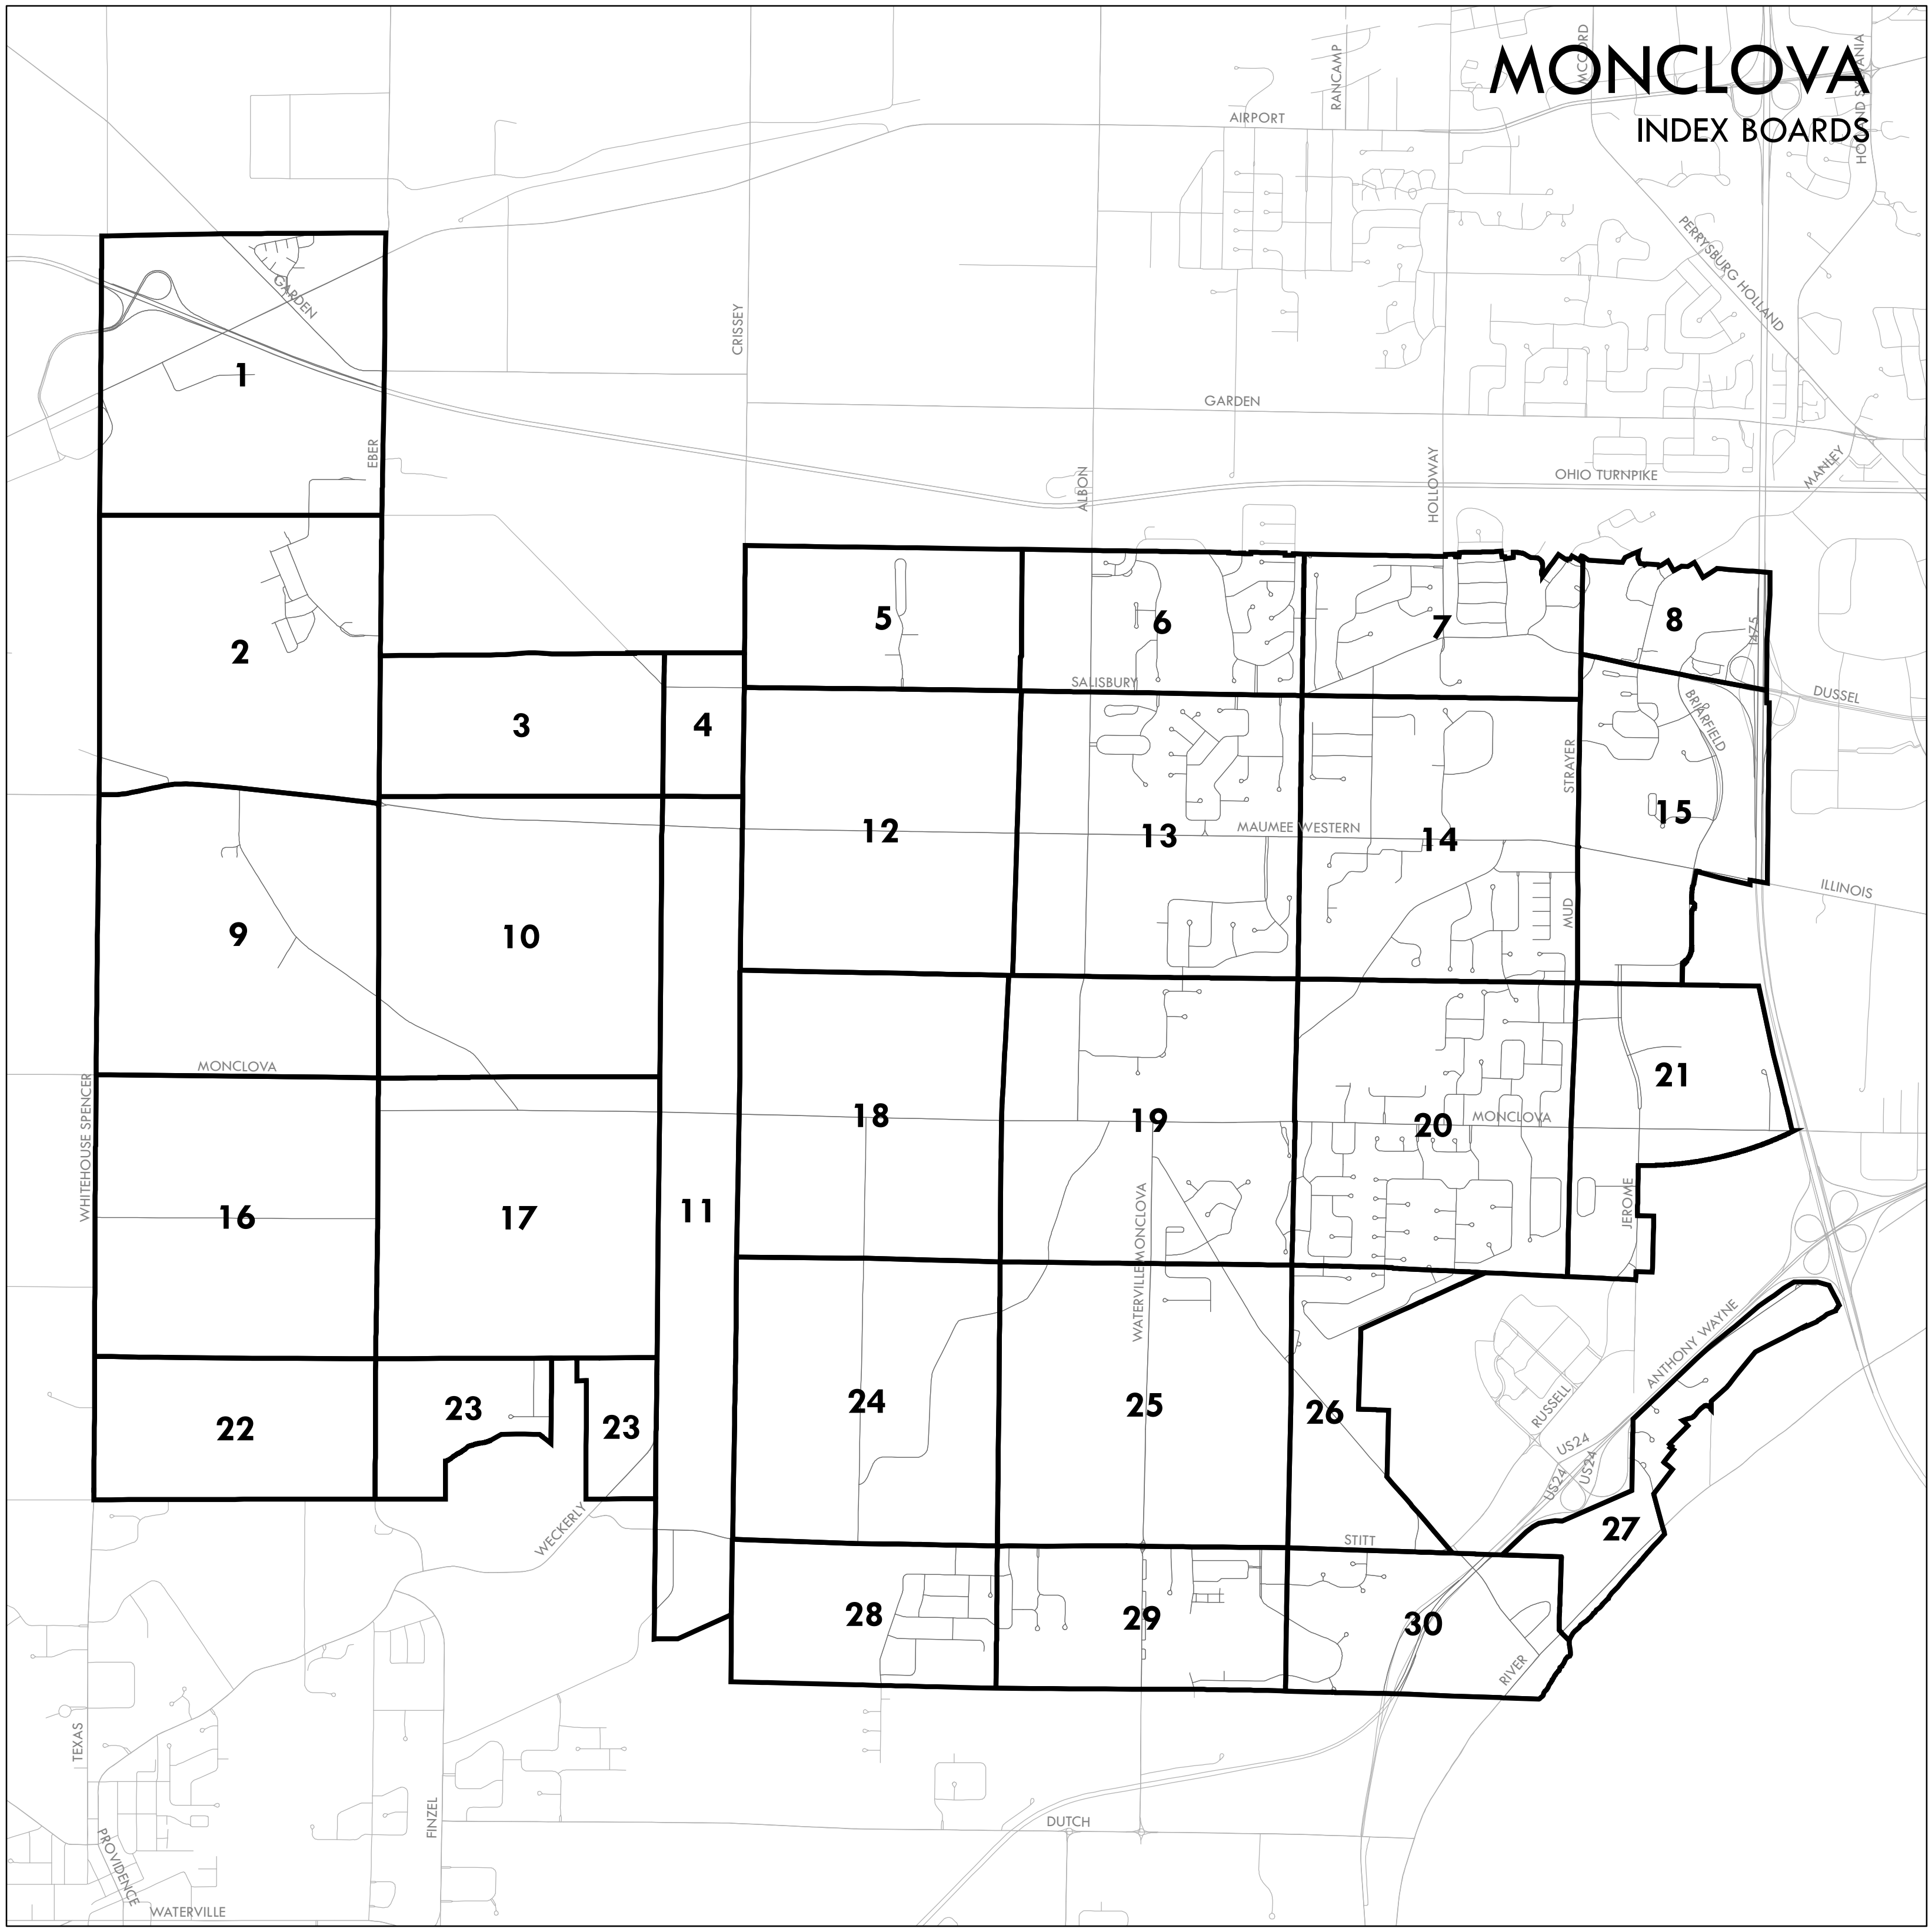 MONCLOVA
INDEX BOARDS
MCCORD
RANCAMP
AIRPORT
PERRYSBURG HOLLAND
GARDEN
CRISSEY
1
EBER
GARDEN
ALBON
HOLLOWAY
OHIO TURNPIKE
MANLEY
2
5
6
7
8
I475
SALISBURY
DUSSEL
3
4
BRIARFIELD
STRAYER
12
13
MAUMEE WESTERN
14
15
ILLINOIS
MUD
9
10
MONCLOVA
WHITEHOUSE SPENCER
18
19
20
MONCLOVA
21
16
17
11
WATERVILLE MONCLOVA
JEROME
ANTHONY WAYNE
22
23
23
24
25
26
RUSSELL
US24
US24
US24
WECKERLY
STITT
27
28
29
30
RIVER
TEXAS
FINZEL
DUTCH
PROVIDENCE
WATERVILLE